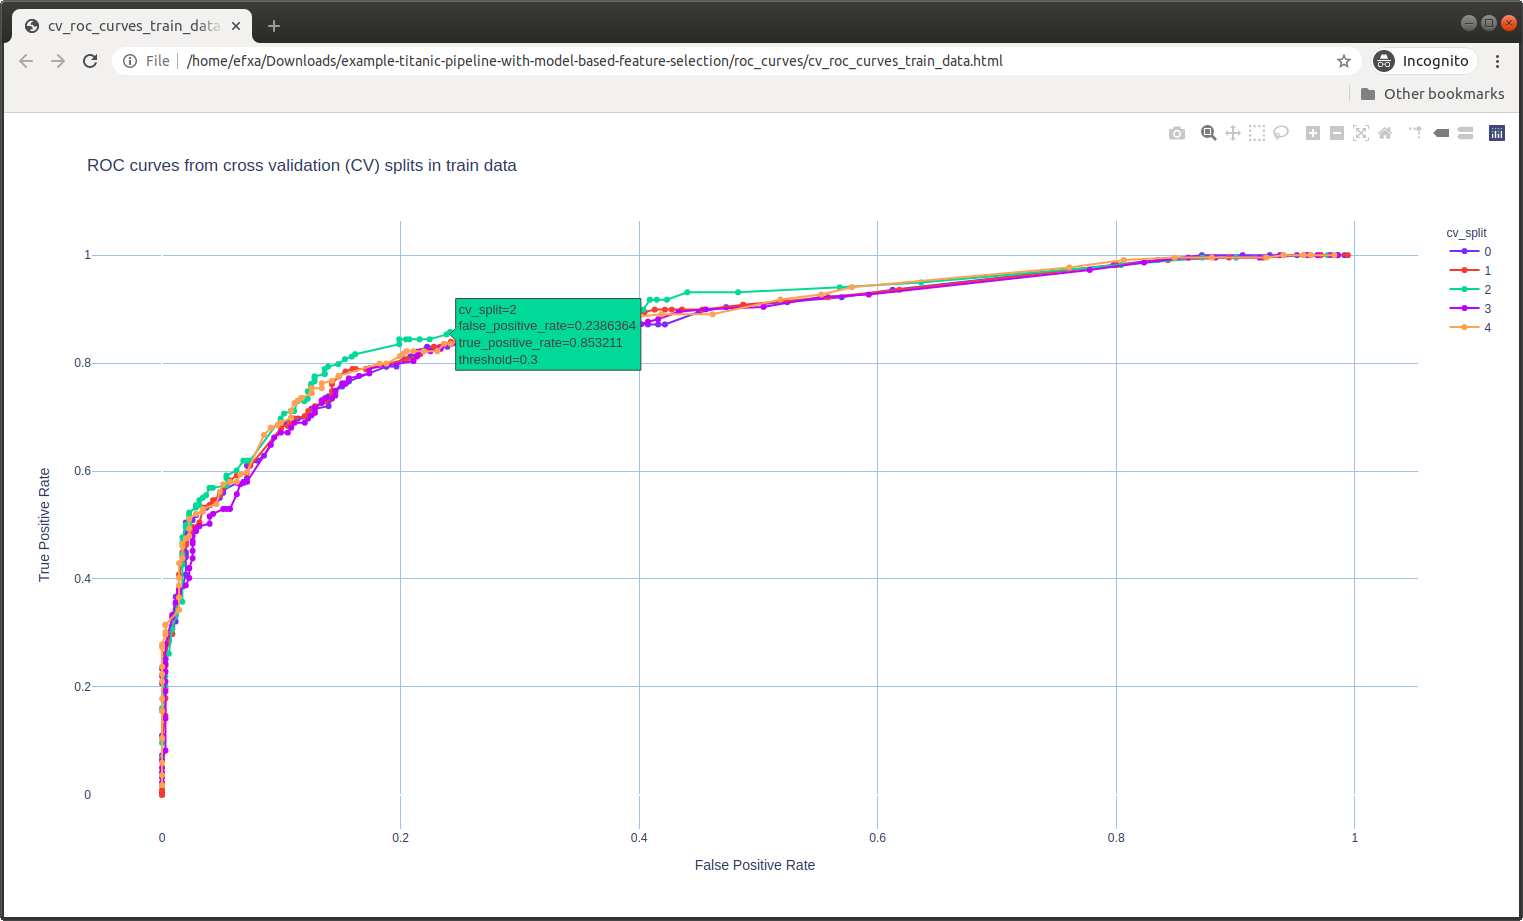 cv_roc_curves_train_data
File
/home/efxa/Downloads/example-titanic-pipeline-with-model-based-feature-selection/roc_curves/cv_roc_curves_train_data.html
Incognito
Other bookmarks
ROC curves from cross validation (CV) splits in train data
cv_split
0
1
2
3
4
cv_split=2
false_positive_rate=0.2386364
true_positive_rate=0.853211
threshold=0.3
True Positive Rate
1
0.8
0.6
0.4
0.2
0
0 0.2 0.4 0.6 0.8 1
False Positive Rate